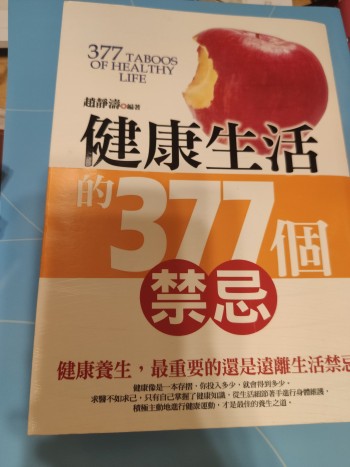 377 TABOOS
OF HEALTHY
LIFE
趙靜濤◎編著
健康生活
的377個
禁忌
健康養生，最重要的還是遠離生活禁忌
健康像是一本存摺，你投入多少，就會得到多少。
求醫不如求己，只有自己掌握了健康知識，從生活細節著手進行身體維護，
積極主動地進行健康運動，才是最佳的養生之道。